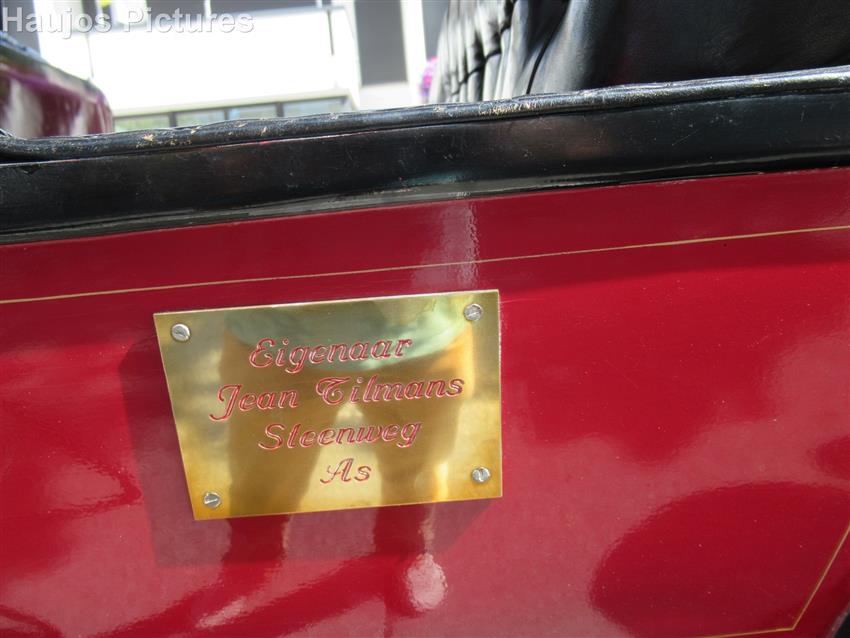 Haujos Pictures
Eigenaar
Jean Tilmans
Steenweg
As